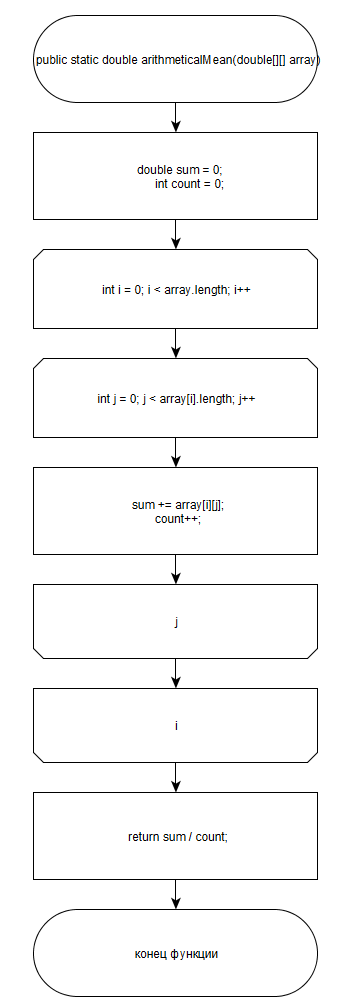 public static double arithmeticalMean(double[][] array)
double sum = 0;
int count = 0;
int i = 0; i < array.length; i++
int j = 0; j < array[i].length; j++
sum += array[i][j];
count++;
j
i
return sum / count;
конец функции